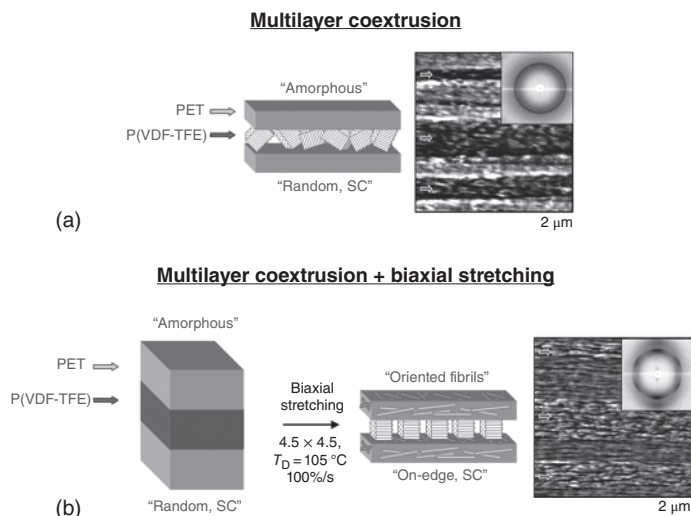 Multilayer coextrusion
"Amorphous"
PET
P(VDF-TFE)
"Random, SC"
(a)
2 μm
Multilayer coextrusion + biaxial stretching
"Amorphous"
PET
P(VDF-TFE)
"Random, SC"
Biaxial
stretching
4.5 × 4.5,
T_D = 105 °C
100%/s
"Oriented fibrils"
"On-edge, SC"
(b)
2 μm